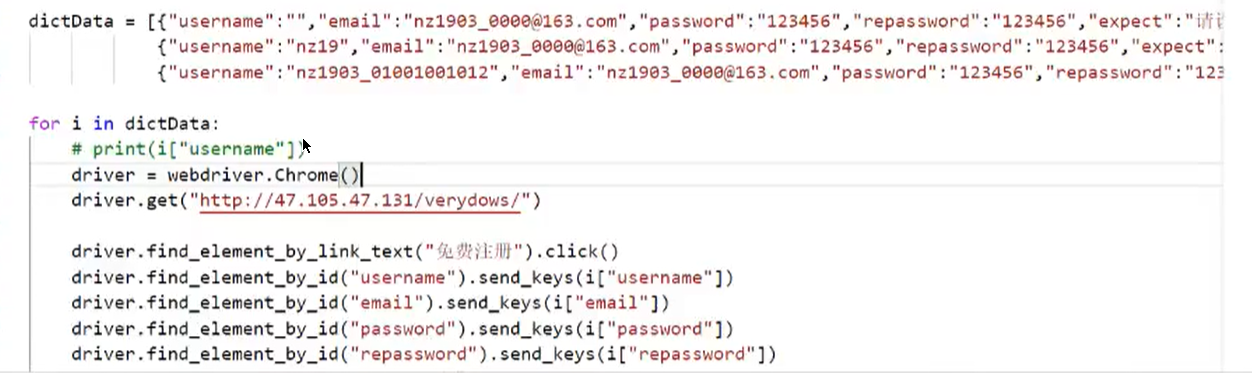 dictData = [{"username":"","email":"nz1903_0000@163.com","password":"123456","repassword":"123456","expect":"请
{"username":"nz19","email":"nz1903_0000@163.com","password":"123456","repassword":"123456","expect":
{"username":"nz1903_01001001012","email":"nz1903_0000@163.com","password":"123456","repassword":"123
for i in dictData:
# print(i["username"])
driver = webdriver.Chrome()
driver.get("http://47.105.47.131/verydows/")
driver.find_element_by_link_text("免费注册").click()
driver.find_element_by_id("username").send_keys(i["username"])
driver.find_element_by_id("email").send_keys(i["email"])
driver.find_element_by_id("password").send_keys(i["password"])
driver.find_element_by_id("repassword").send_keys(i["repassword"])